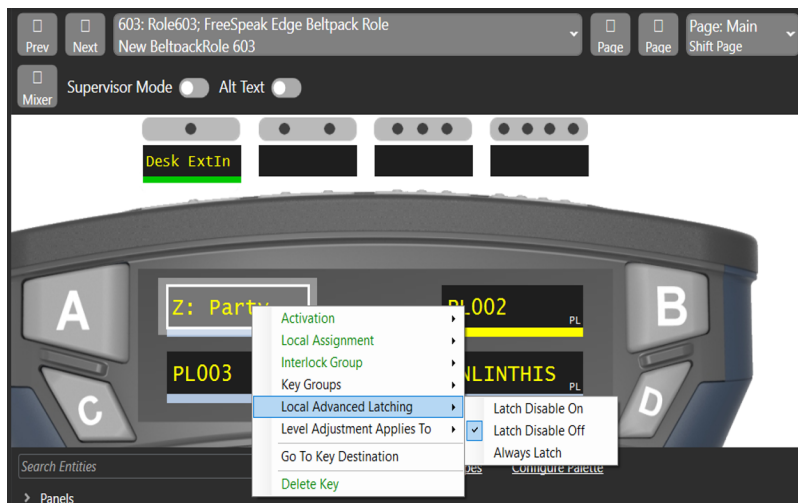 603: Role603; FreeSpeak Edge Beltpack Role
Prev
Next
New BeltpackRole 603
Page
Page
Page: Main
Shift Page
Mixer
Supervisor Mode
Alt Text
Desk ExtIn
A
Z: Party
PL002
PL
B
PL003
NLINTHIS
PL
C
D
Activation
Local Assignment
Interlock Group
Key Groups
Local Advanced Latching
Level Adjustment Applies To
Go To Key Destination
Delete Key
Latch Disable On
Latch Disable Off
Always Latch
Search Entities
Configure Palette
Panels